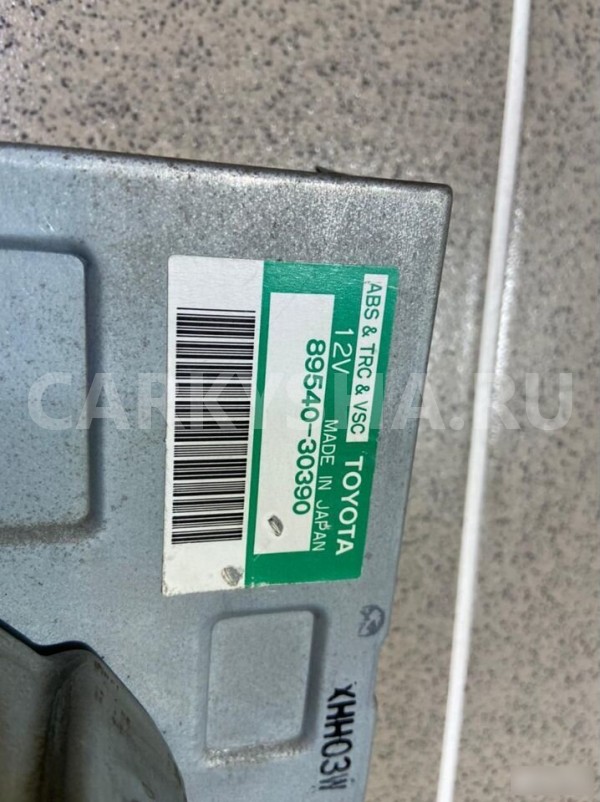 ABS & TRC & VSC TOYOTA
12V MADE IN JAPAN
89540-30390
XHH03W
CARKYSHA.RU